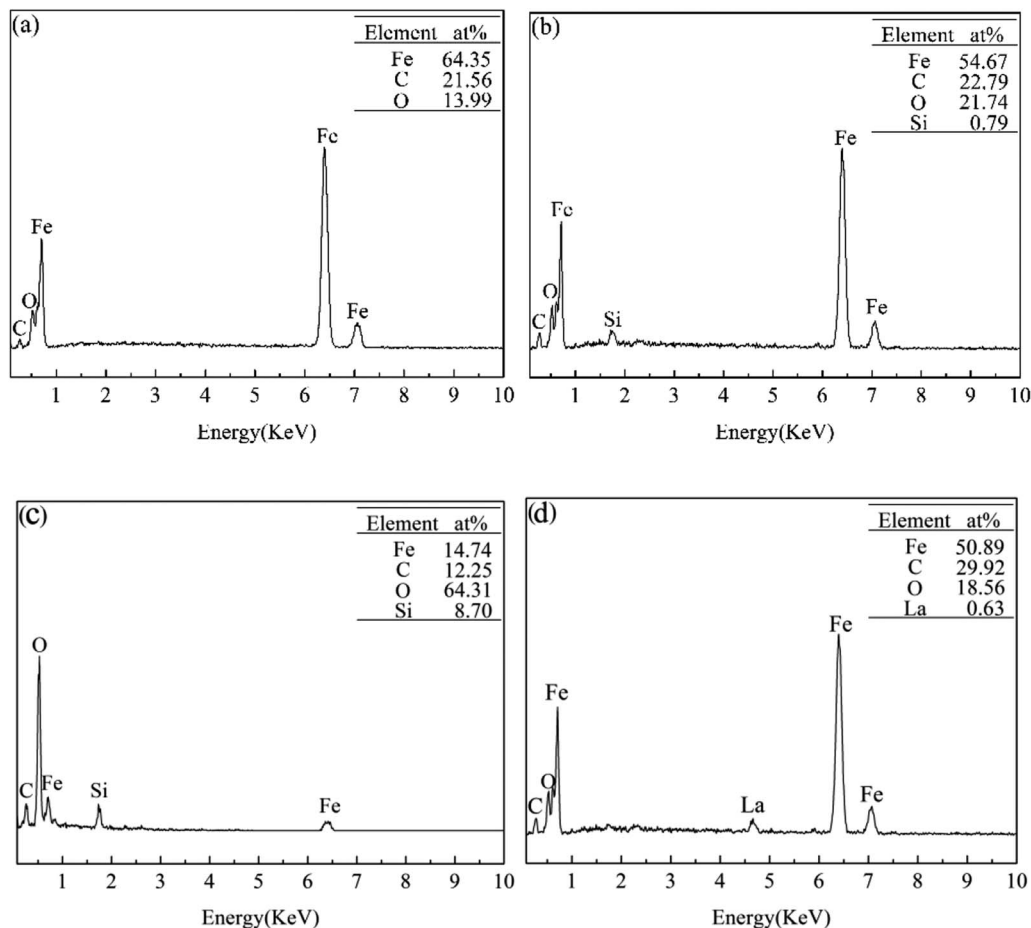 (a)
Element at%
Fe 64.35
C 21.56
O 13.99
Fe
Fe
O
C
Fe
1 2 3 4 5 6 7 8 9 10
Energy(KeV)
(b)
Element at%
Fe 54.67
C 22.79
O 21.74
Si 0.79
Fe
Fe
O
C
Si
Fe
1 2 3 4 5 6 7 8 9 10
Energy(KeV)
(c)
Element at%
Fe 14.74
C 12.25
O 64.31
Si 8.70
O
C
Fe
Si
Fe
1 2 3 4 5 6 7 8 9 10
Energy(KeV)
(d)
Element at%
Fe 50.89
C 29.92
O 18.56
La 0.63
Fe
Fe
O
C
La
Fe
1 2 3 4 5 6 7 8 9 10
Energy(KeV)